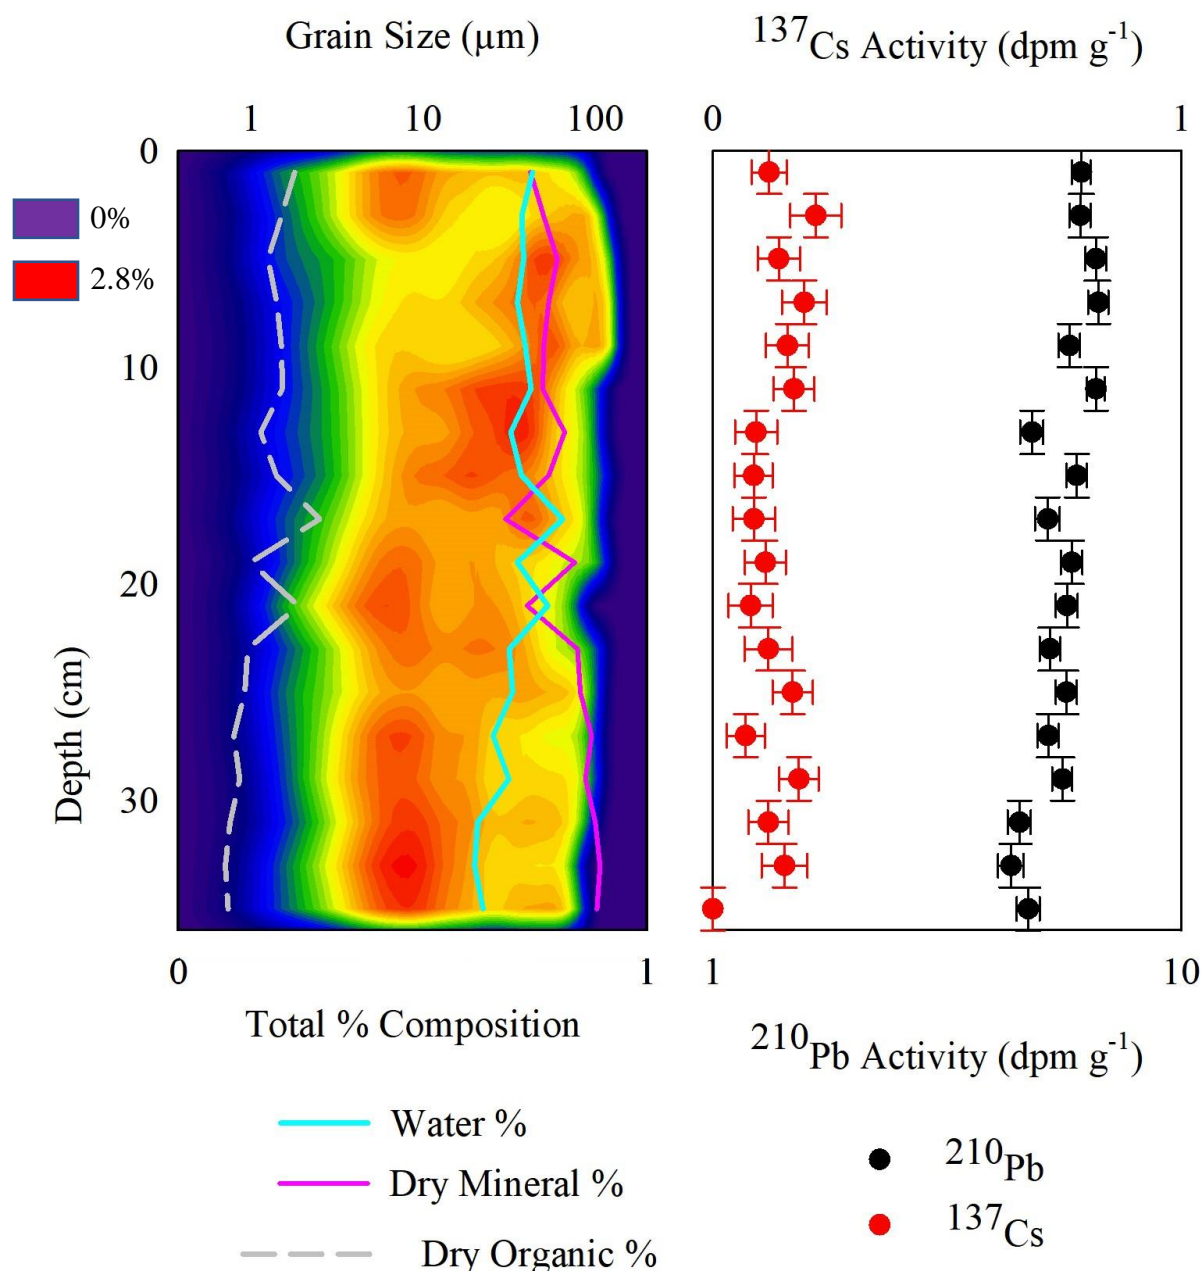 Grain Size (µm)
137Cs Activity (dpm g-1)
1 10 100
0 1
0
10
20
30
0%
2.8%
Depth (cm)
0 1
1 10
Total % Composition
210Pb Activity (dpm g-1)
Water %
Dry Mineral %
Dry Organic %
210Pb
137Cs